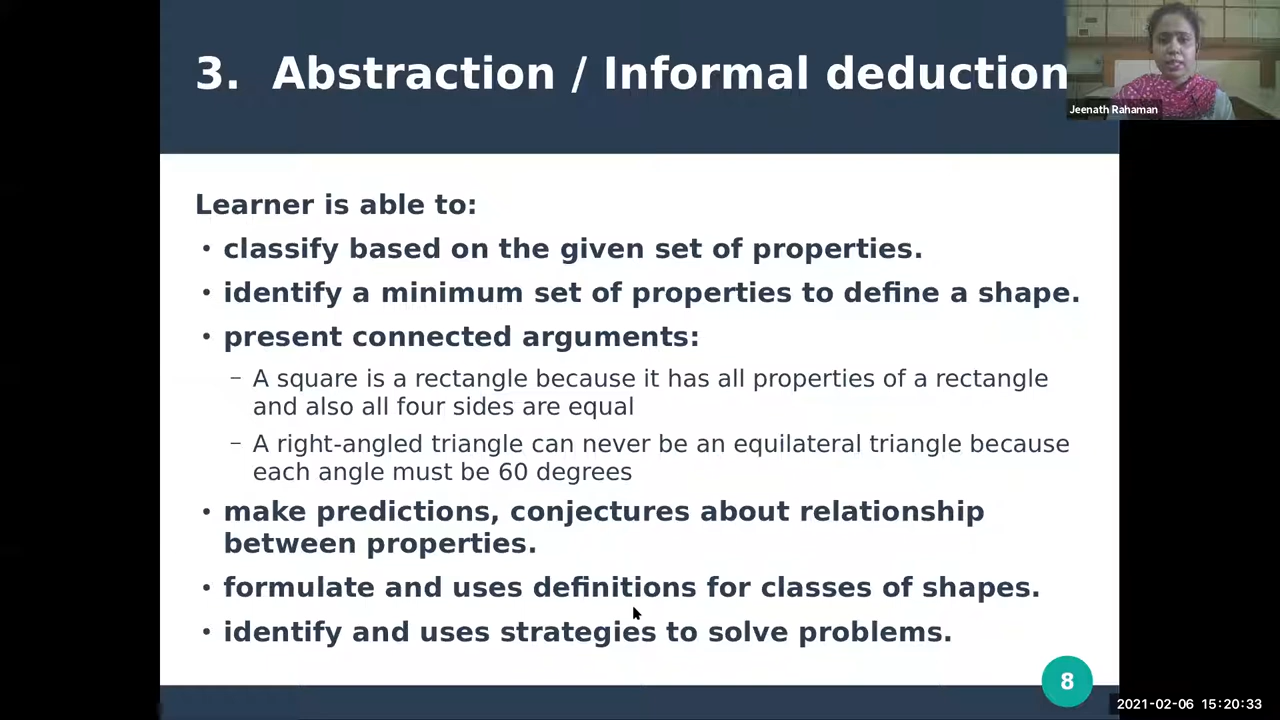 3. Abstraction / Informal deduction
Jeenath Rahaman
Learner is able to:
• classify based on the given set of properties.
• identify a minimum set of properties to define a shape.
• present connected arguments:
– A square is a rectangle because it has all properties of a rectangle
and also all four sides are equal
– A right-angled triangle can never be an equilateral triangle because
each angle must be 60 degrees
• make predictions, conjectures about relationship
between properties.
• formulate and uses definitions for classes of shapes.
• identify and uses strategies to solve problems.
8
2021-02-06 15:20:33